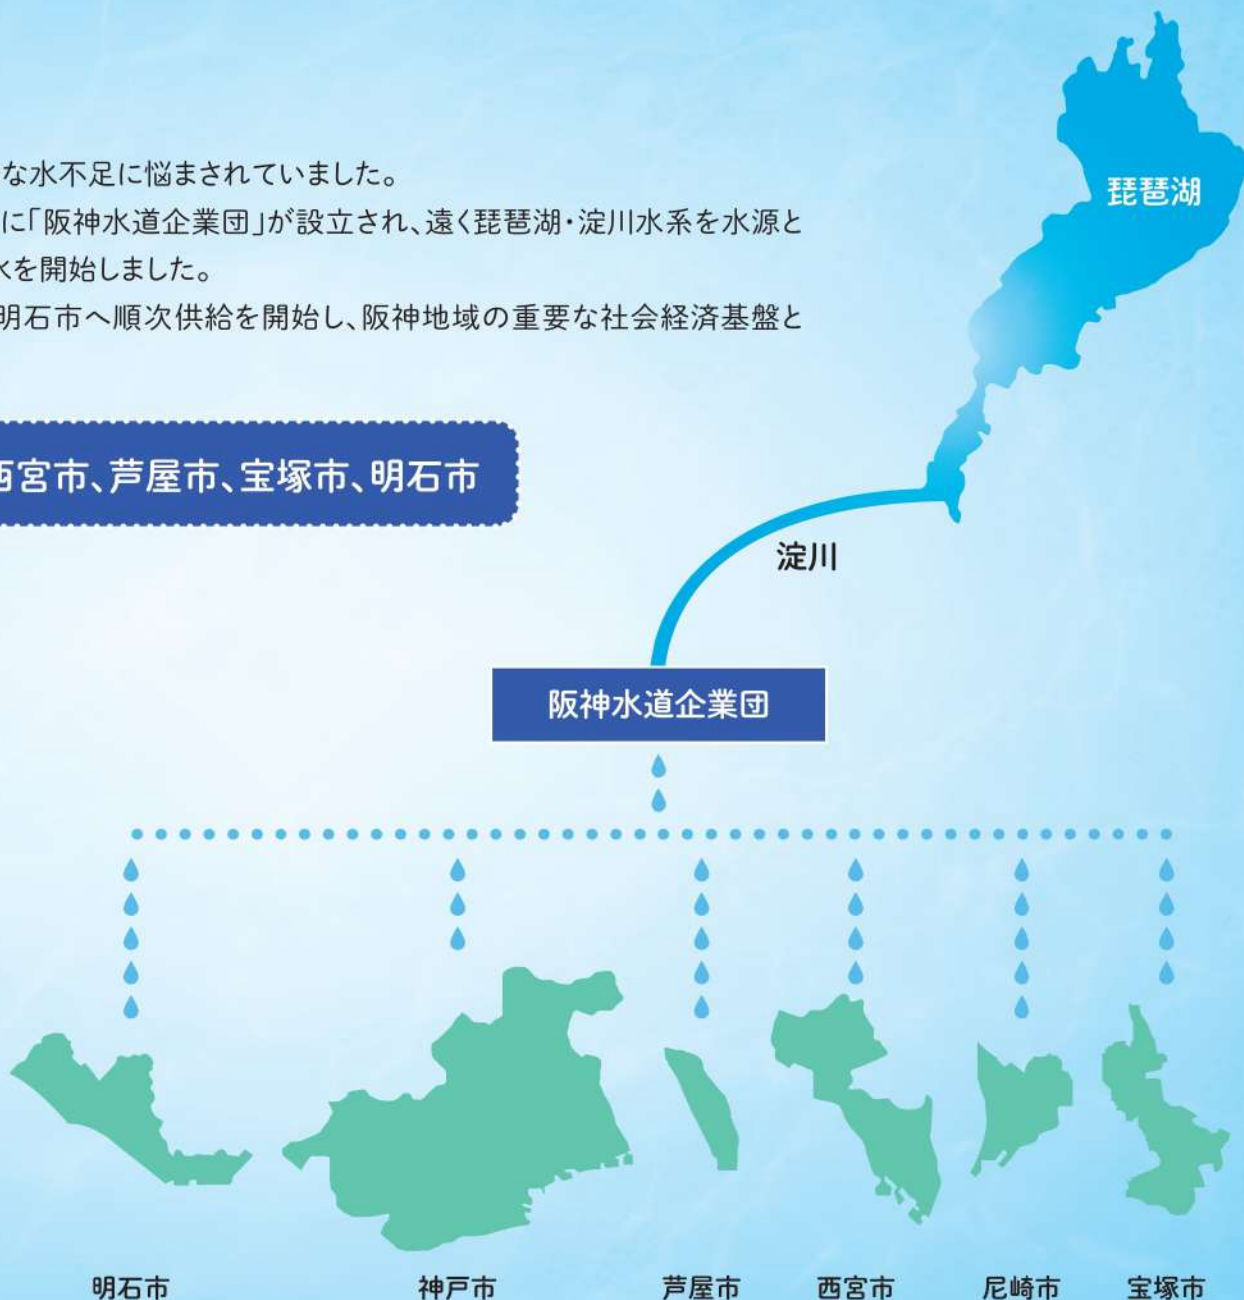 な水不足に悩まされていました。
に「阪神水道企業団」が設立され、遠く琵琶湖・淀川水系を水源と
水を開始しました。
明石市へ順次供給を開始し、阪神地域の重要な社会経済基盤と
西宮市、芦屋市、宝塚市、明石市
琵琶湖
淀川
阪神水道企業団
明石市
神戸市
芦屋市
西宮市
尼崎市
宝塚市